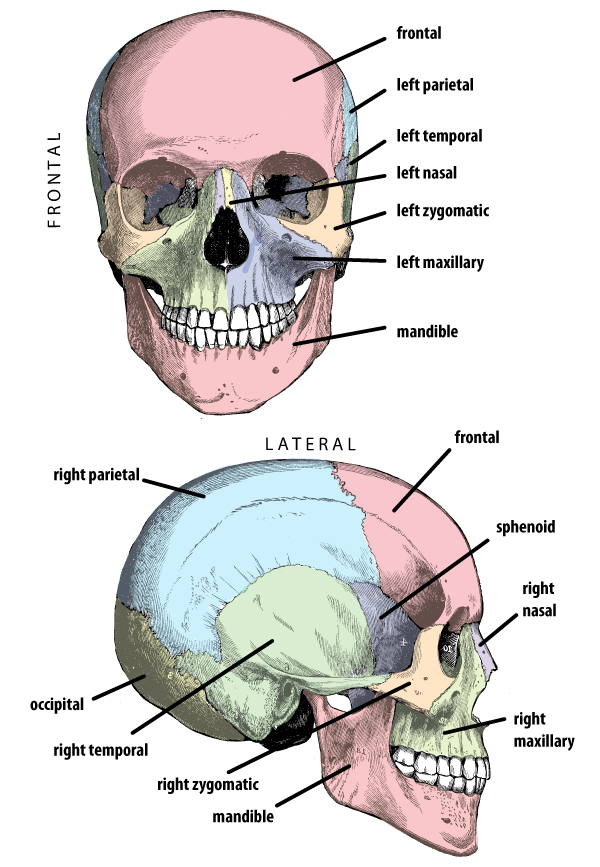 FRONTAL
frontal
left parietal
left temporal
left nasal
left zygomatic
left maxillary
mandible
LATERAL
frontal
right parietal
sphenoid
right
nasal
occipital
right temporal
right
maxillary
right zygomatic
mandible